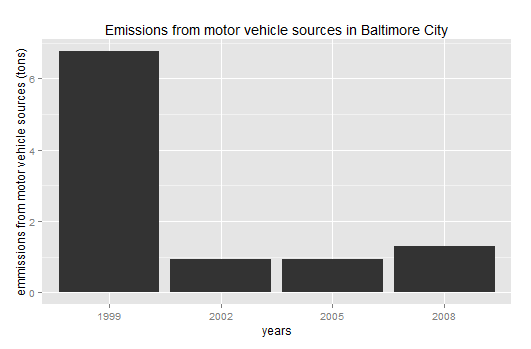 Emissions from motor vehicle sources in Baltimore City
emmissions from motor vehicle sources (tons)
6
4
2
0
1999 2002 2005 2008
years